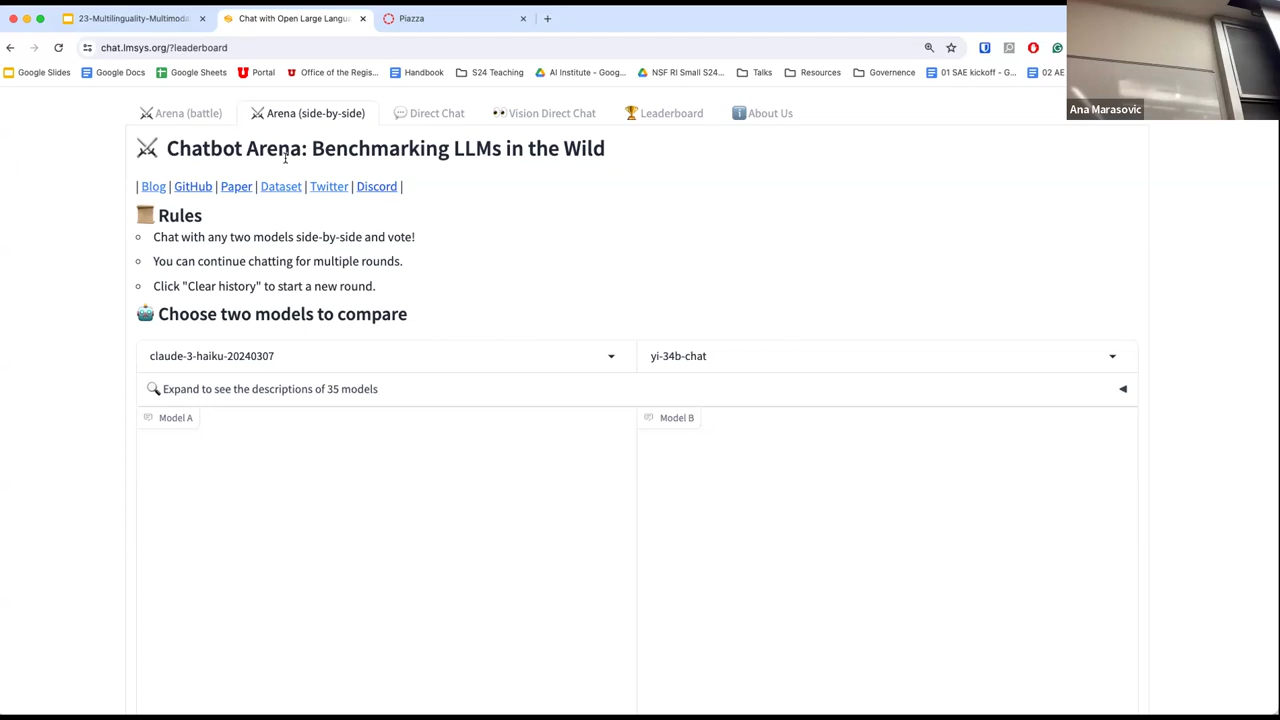 23-Multilinguality-Multimoda
Chat with Open Large Langu
Piazza
chat.lmsys.org/?leaderboard
Google Slides
Google Docs
Google Sheets
Portal
Office of the Regis...
Handbook
S24 Teaching
AI Institute - Goog...
NSF RI Small S24...
Talks
Resources
Governence
01 SAE kickoff - G...
02 AE
Ana Marasovic
Arena (battle)
Arena (side-by-side)
Direct Chat
Vision Direct Chat
Leaderboard
About Us
Chatbot Arena: Benchmarking LLMs in the Wild
| Blog | GitHub | Paper | Dataset | Twitter | Discord |
Rules
Chat with any two models side-by-side and vote!
You can continue chatting for multiple rounds.
Click "Clear history" to start a new round.
Choose two models to compare
claude-3-haiku-20240307
yi-34b-chat
Expand to see the descriptions of 35 models
Model A
Model B